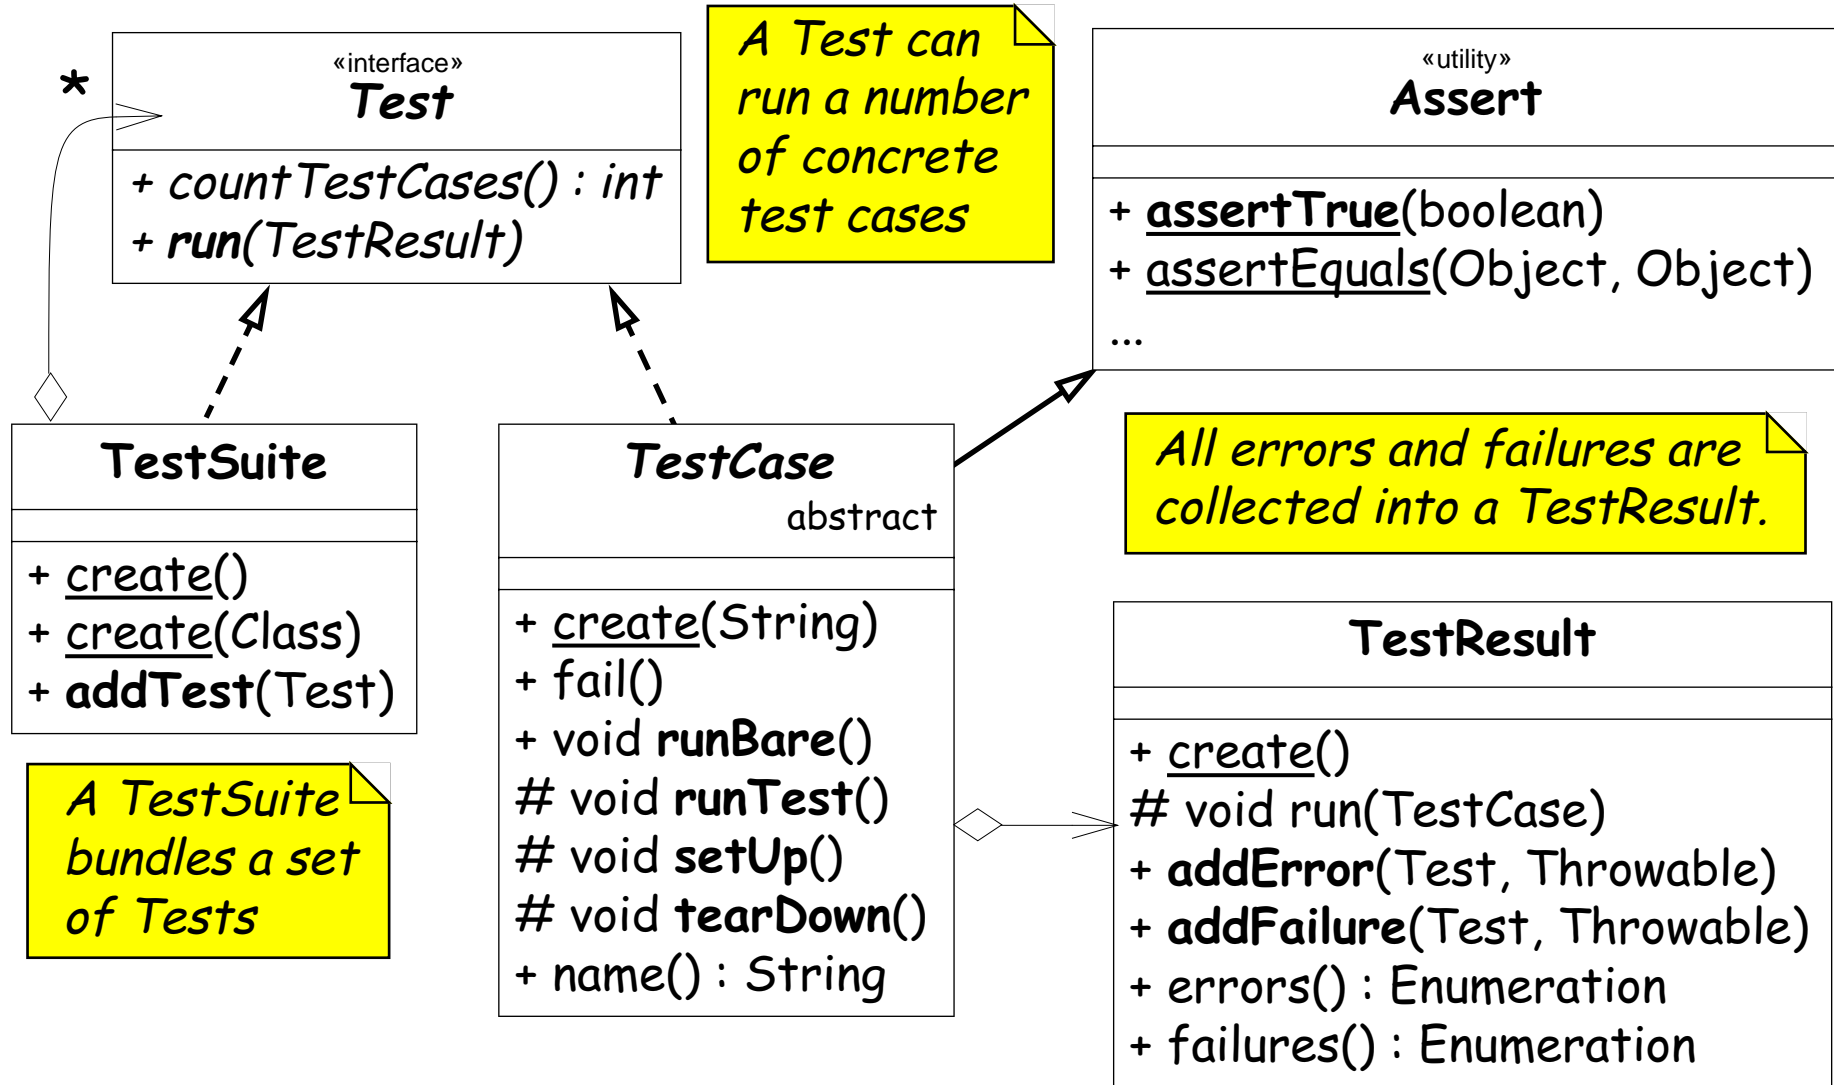 *
«interface»
Test
+ countTestCases() : int
+ run(TestResult)
A Test can
run a number
of concrete
test cases
«utility»
Assert
+ assertTrue(boolean)
+ assertEquals(Object, Object)
...
TestSuite
+ create()
+ create(Class)
+ addTest(Test)
A TestSuite
bundles a set
of Tests
TestCase
abstract
+ create(String)
+ fail()
+ void runBare()
# void runTest()
# void setUp()
# void tearDown()
+ name() : String
All errors and failures are
collected into a TestResult.
TestResult
+ create()
# void run(TestCase)
+ addError(Test, Throwable)
+ addFailure(Test, Throwable)
+ errors() : Enumeration
+ failures() : Enumeration